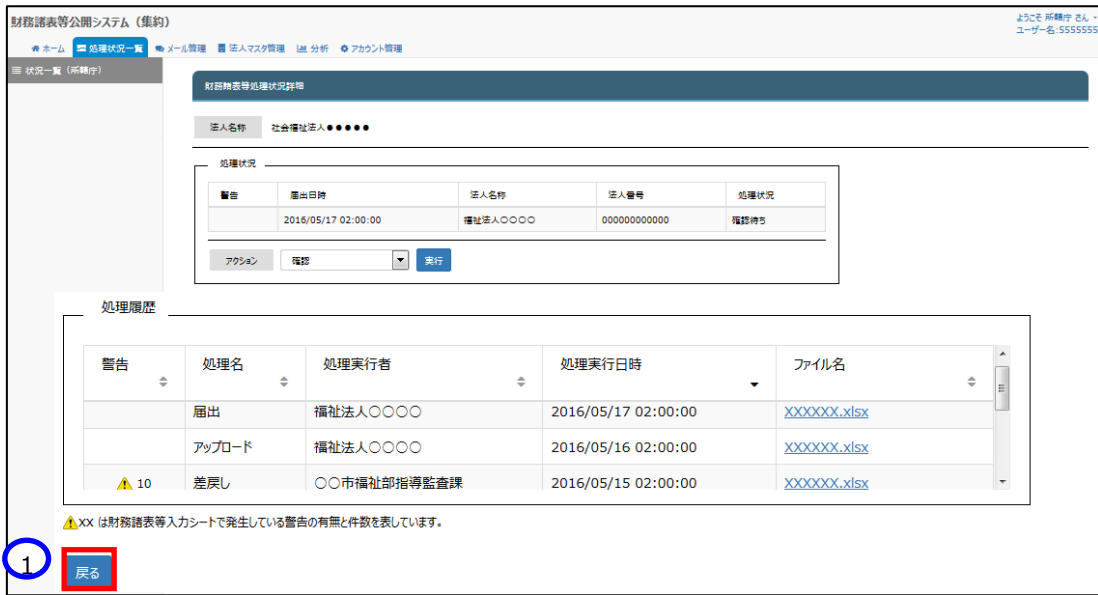 財務諸表等公開システム（集約）
ようこそ 所轄庁 さん
ユーザー名:5555555
ホーム 処理状況一覧 メール管理 法人マスタ管理 分析 アカウント管理
状況一覧（所轄庁）
財務諸表等処理状況詳細
法人名称 社会福祉法人●●●●●
処理状況
警告 届出日時 法人名称 法人番号 処理状況
2016/05/17 02:00:00 福祉法人〇〇〇〇 000000000000 確認待ち
アクション 確認 実行
処理履歴
警告 処理名 処理実行者 処理実行日時 ファイル名
届出 福祉法人〇〇〇〇 2016/05/17 02:00:00 XXXXXX.xlsx
アップロード 福祉法人〇〇〇〇 2016/05/16 02:00:00 XXXXXX.xlsx
10 差戻し 〇〇市福祉部指導監査課 2016/05/15 02:00:00 XXXXXX.xlsx
XX は財務諸表等入力シートで発生している警告の有無と件数を表しています。
1 戻る